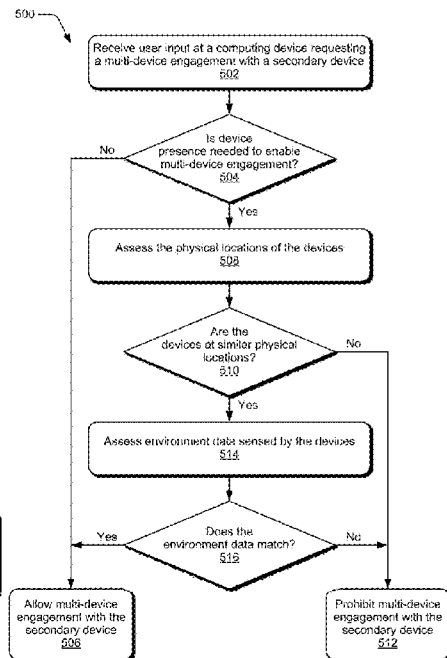 500
Receive user input at a computing device requesting
a multi-device engagement with a secondary device
502
Is device
presence needed to enable
multi-device engagement?
504
No
Yes
Assess the physical locations of the devices
508
Are the
devices at similar physical
locations?
510
No
Yes
Assess environment data sensed by the devices
514
Does the
environment data match?
516
Yes
No
Allow multi-device
engagement with the
secondary device
506
Prohibit multi-device
engagement with the
secondary device
512